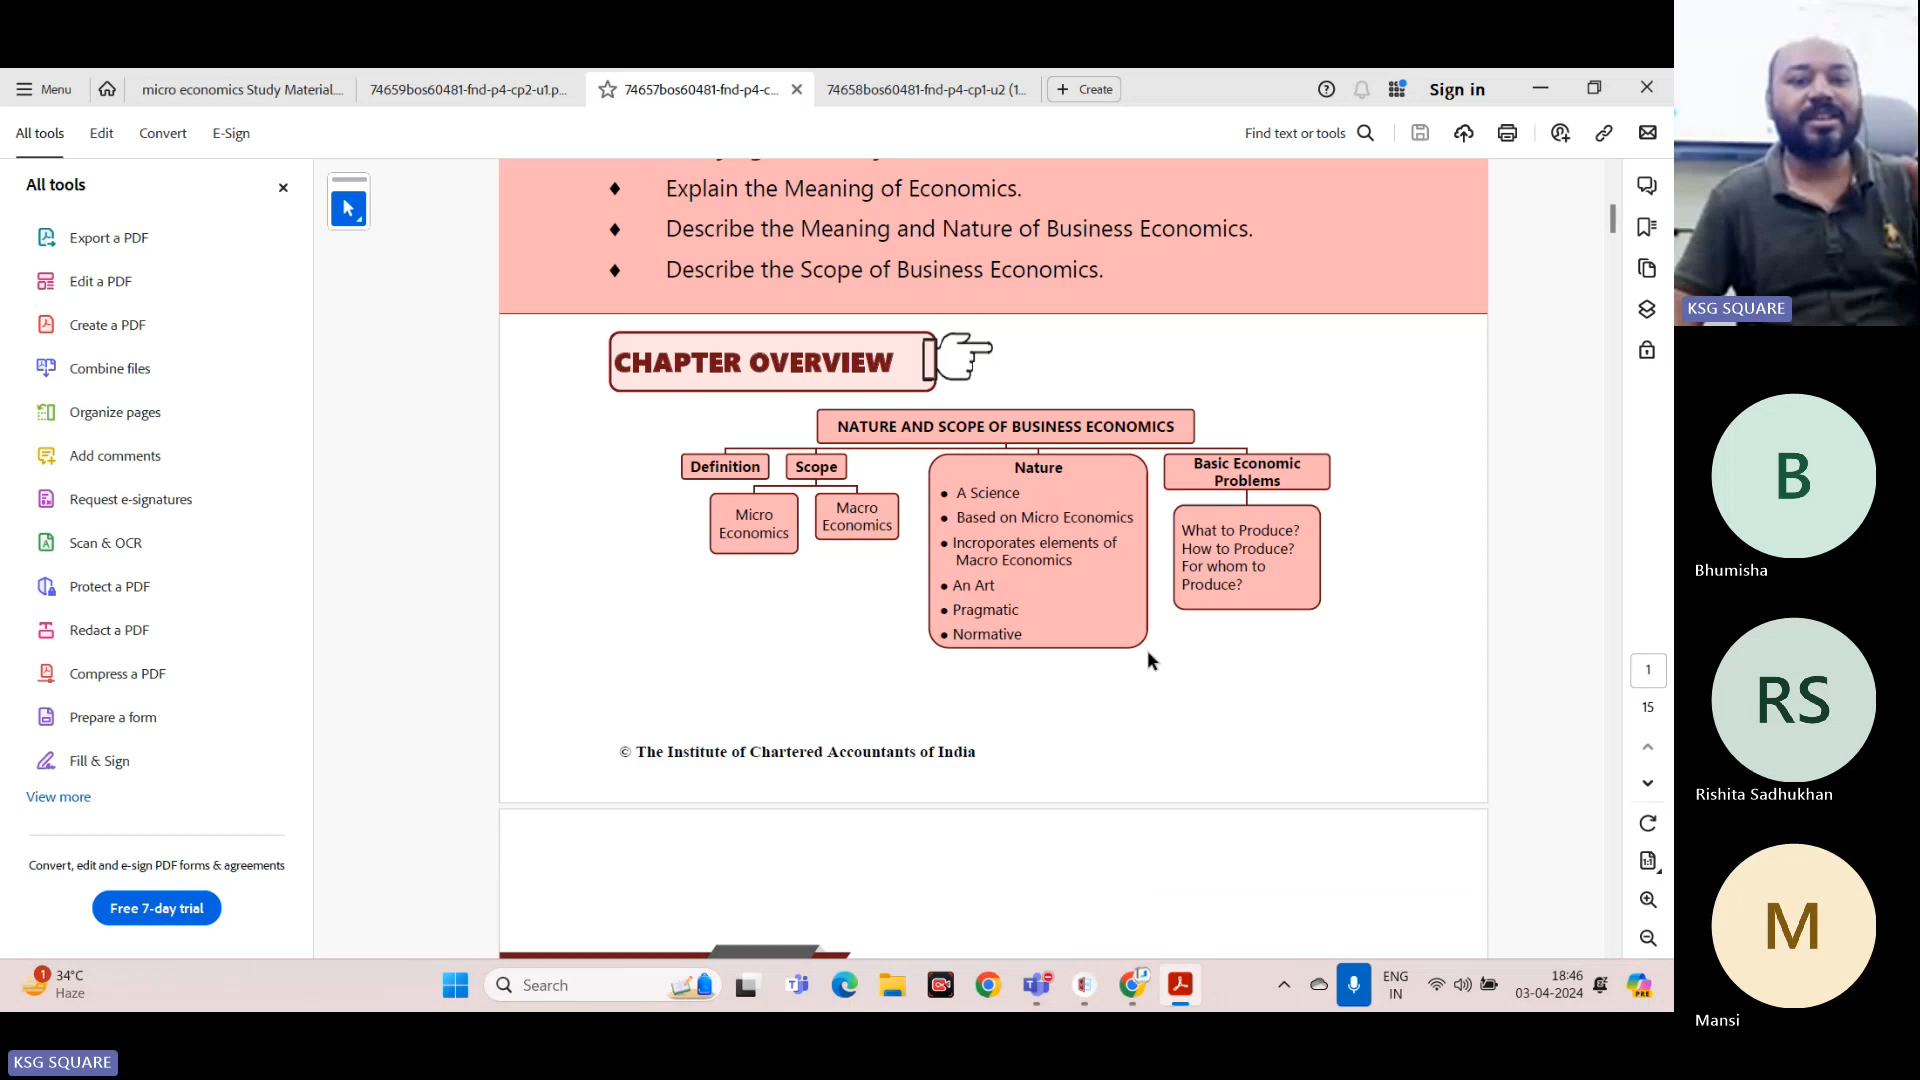 Menu
micro economics Study Material....
74659bos60481-fnd-p4-cp2-u1.p...
74657bos60481-fnd-p4-c...
74658bos60481-fnd-p4-cp1-u2 (1...
Create
Sign in
All tools
Edit
Convert
E-Sign
Find text or tools
All tools
Export a PDF
Edit a PDF
Create a PDF
Combine files
Organize pages
Add comments
Request e-signatures
Scan & OCR
Protect a PDF
Redact a PDF
Compress a PDF
Prepare a form
Fill & Sign
View more
Convert, edit and e-sign PDF forms & agreements
Free 7-day trial
♦ Explain the Meaning of Economics.
♦ Describe the Meaning and Nature of Business Economics.
♦ Describe the Scope of Business Economics.
CHAPTER OVERVIEW
NATURE AND SCOPE OF BUSINESS ECONOMICS
Definition
Scope
Micro
Economics
Macro
Economics
Nature
● A Science
● Based on Micro Economics
● Incroporates elements of
Macro Economics
● An Art
● Pragmatic
● Normative
Basic Economic
Problems
What to Produce?
How to Produce?
For whom to
Produce?
© The Institute of Chartered Accountants of India
1
15
1:1
KSG SQUARE
B
Bhumisha
RS
Rishita Sadhukhan
M
Mansi
1
34°C
Haze
Search
ENG
IN
18:46
03-04-2024
PRE
KSG SQUARE